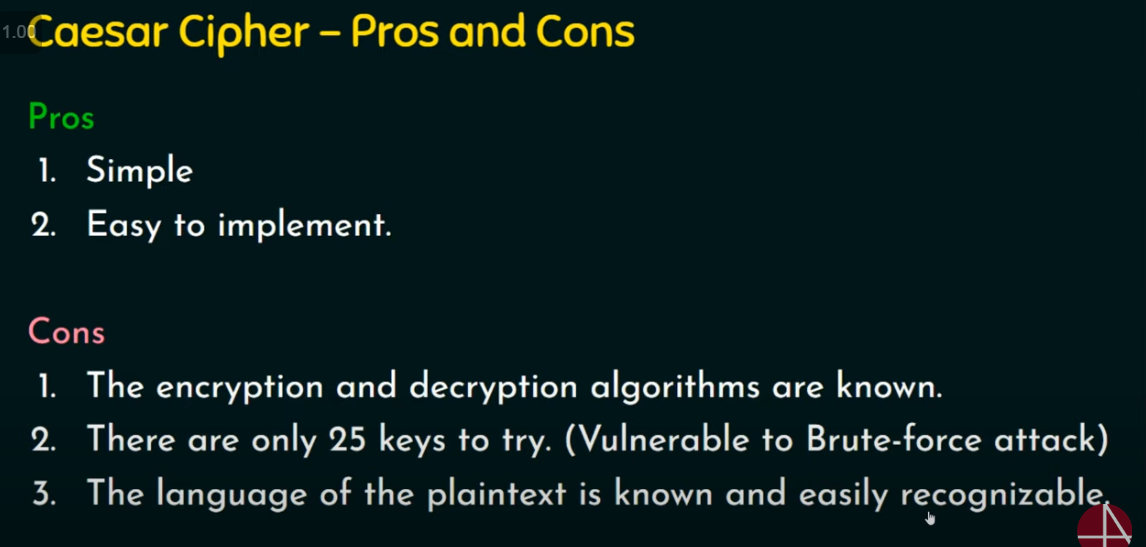 1.00
Caesar Cipher – Pros and Cons
Pros
1. Simple
2. Easy to implement.
Cons
1. The encryption and decryption algorithms are known.
2. There are only 25 keys to try. (Vulnerable to Brute-force attack)
3. The language of the plaintext is known and easily recognizable.